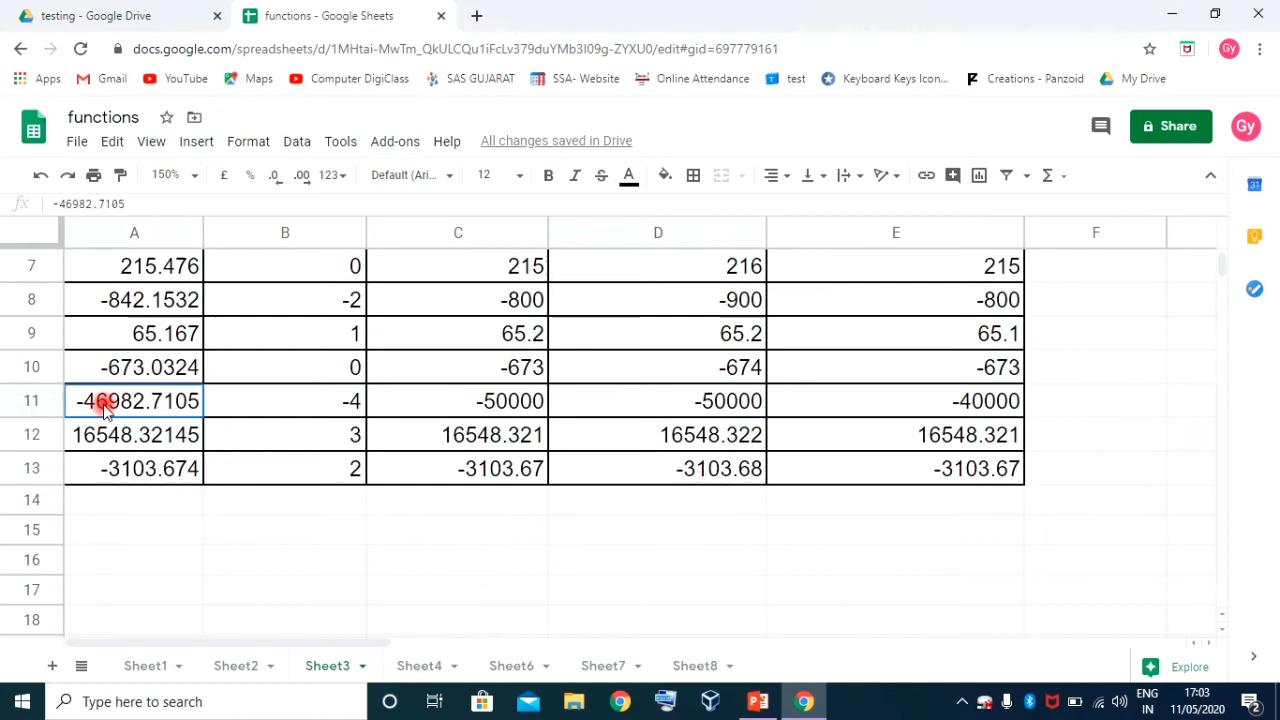 testing - Google Drive
functions - Google Sheets
docs.google.com/spreadsheets/d/1MHtai-MwTm_QkULCQu1iFcLv379duYMb3I09g-ZYXU0/edit#gid=697779161
Gy
Apps Gmail YouTube Maps Computer DigiClass SAS GUJARAT SSA- Website Online Attendance test Keyboard Keys Icon... Creations - Panzoid My Drive
functions
File Edit View Insert Format Data Tools Add-ons Help All changes saved in Drive
Share
Gy
150% £ % .0 .00 123 Default (Ari... 12 B I S A Σ
fx -46982.7105
31
A B C D E F
7 215.476 0 215 216 215
8 -842.1532 -2 -800 -900 -800
9 65.167 1 65.2 65.2 65.1
10 -673.0324 0 -673 -674 -673
11 -46982.7105 -4 -50000 -50000 -40000
12 16548.32145 3 16548.321 16548.322 16548.321
13 -3103.674 2 -3103.67 -3103.68 -3103.67
14
15
16
17
18
Sheet1 Sheet2 Sheet3 Sheet4 Sheet6 Sheet7 Sheet8 Explore
Type here to search
ENG
IN
17:03
11/05/2020
2